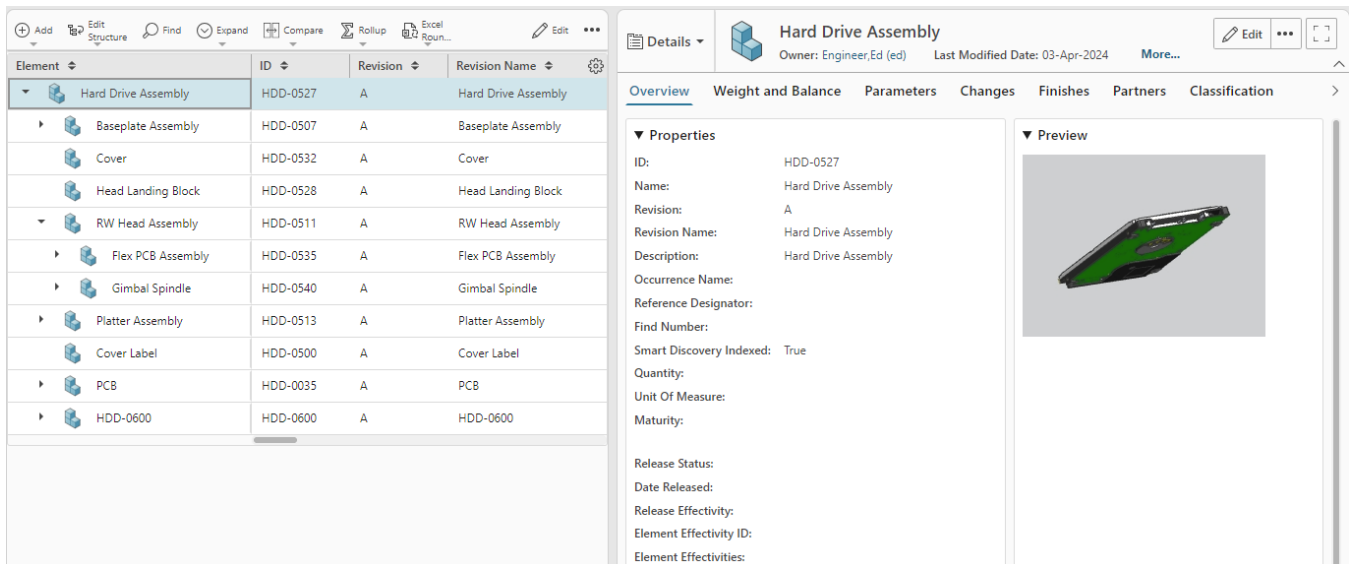 Add
Edit
Structure
Find
Expand
Compare
Rollup
Excel
Roun...
Edit
Element ID Revision Revision Name
Hard Drive Assembly HDD-0527 A Hard Drive Assembly
Baseplate Assembly HDD-0507 A Baseplate Assembly
Cover HDD-0532 A Cover
Head Landing Block HDD-0528 A Head Landing Block
RW Head Assembly HDD-0511 A RW Head Assembly
Flex PCB Assembly HDD-0535 A Flex PCB Assembly
Gimbal Spindle HDD-0540 A Gimbal Spindle
Platter Assembly HDD-0513 A Platter Assembly
Cover Label HDD-0500 A Cover Label
PCB HDD-0035 A PCB
HDD-0600 HDD-0600 A HDD-0600
Details
Hard Drive Assembly
Owner: Engineer,Ed (ed) Last Modified Date: 03-Apr-2024 More...
Edit
Overview Weight and Balance Parameters Changes Finishes Partners Classification
Properties
ID: HDD-0527
Name: Hard Drive Assembly
Revision: A
Revision Name: Hard Drive Assembly
Description: Hard Drive Assembly
Occurrence Name:
Reference Designator:
Find Number:
Smart Discovery Indexed: True
Quantity:
Unit Of Measure:
Maturity:
Release Status:
Date Released:
Release Effectivity:
Element Effectivity ID:
Element Effectivities:
Preview